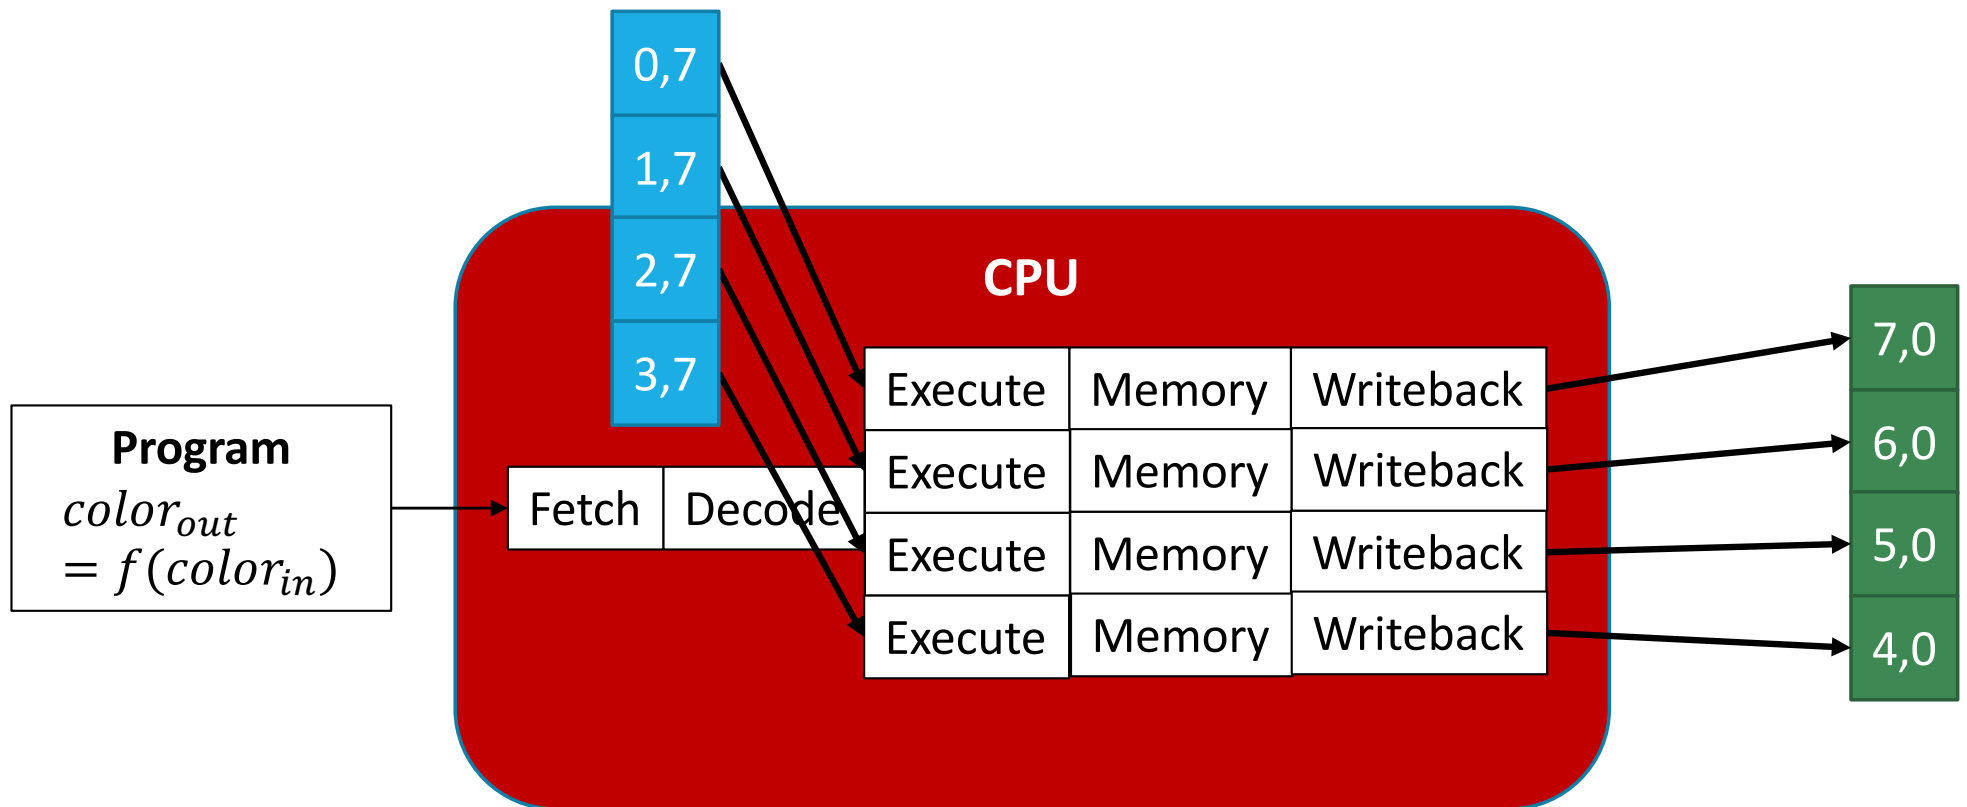 0,7
1,7
2,7
3,7
CPU
Program
color_out
= f(color_in)
Fetch Decode
Execute Memory Writeback
Execute Memory Writeback
Execute Memory Writeback
Execute Memory Writeback
7,0
6,0
5,0
4,0